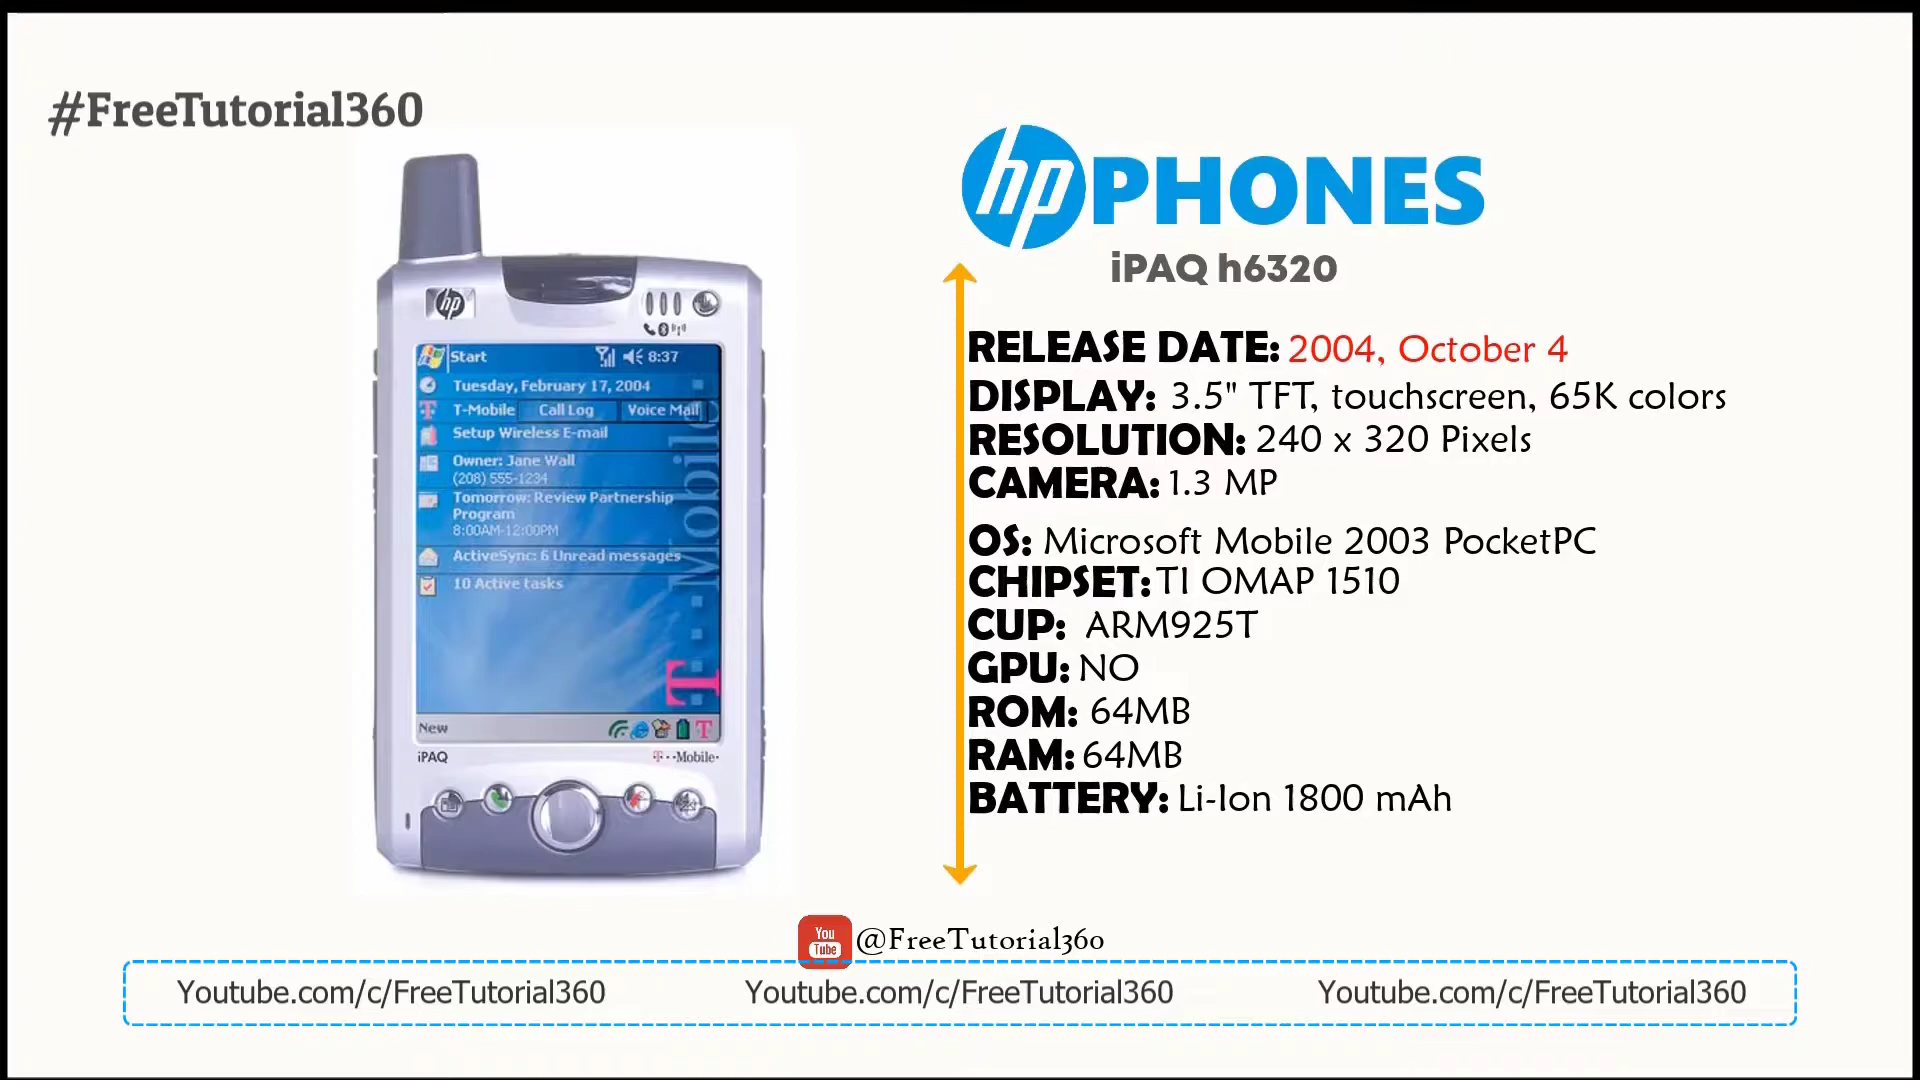 #FreeTutorial360
hp PHONES
iPAQ h6320
hp
Start 8:37
Tuesday, February 17, 2004
T-Mobile Call Log Voice Mail
Setup Wireless E-mail
Owner: Jane Wall
(208) 555-1234
Tomorrow: Review Partnership
Program
8:00AM-12:00PM
ActiveSync: 6 Unread messages
10 Active tasks
T Mobile
New
iPAQ T··Mobile·
RELEASE DATE: 2004, October 4
DISPLAY: 3.5" TFT, touchscreen, 65K colors
RESOLUTION: 240 x 320 Pixels
CAMERA: 1.3 MP
OS: Microsoft Mobile 2003 PocketPC
CHIPSET: TI OMAP 1510
CUP: ARM925T
GPU: NO
ROM: 64MB
RAM: 64MB
BATTERY: Li-Ion 1800 mAh
You
Tube
@FreeTutorial360
Youtube.com/c/FreeTutorial360 Youtube.com/c/FreeTutorial360 Youtube.com/c/FreeTutorial360